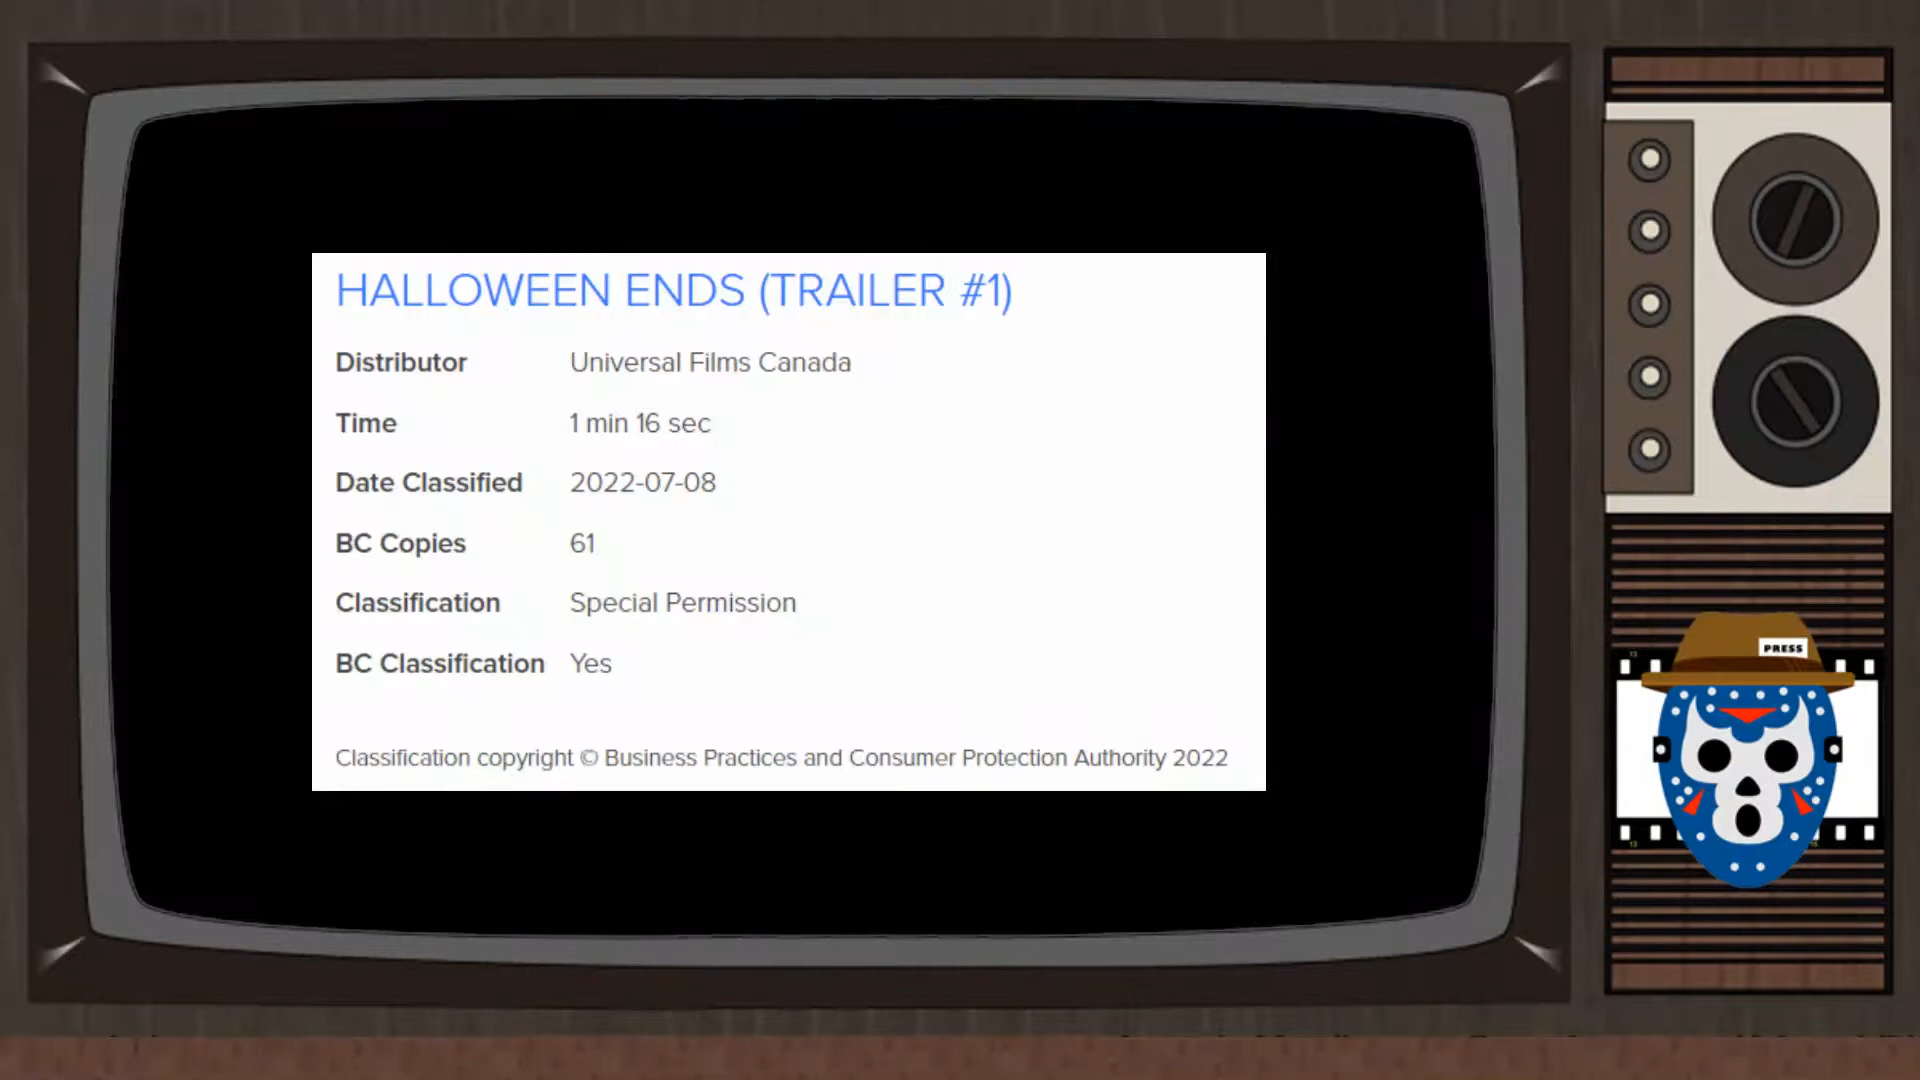 HALLOWEEN ENDS (TRAILER #1)
Distributor Universal Films Canada
Time 1 min 16 sec
Date Classified 2022-07-08
BC Copies 61
Classification Special Permission
BC Classification Yes
Classification copyright © Business Practices and Consumer Protection Authority 2022
PRESS